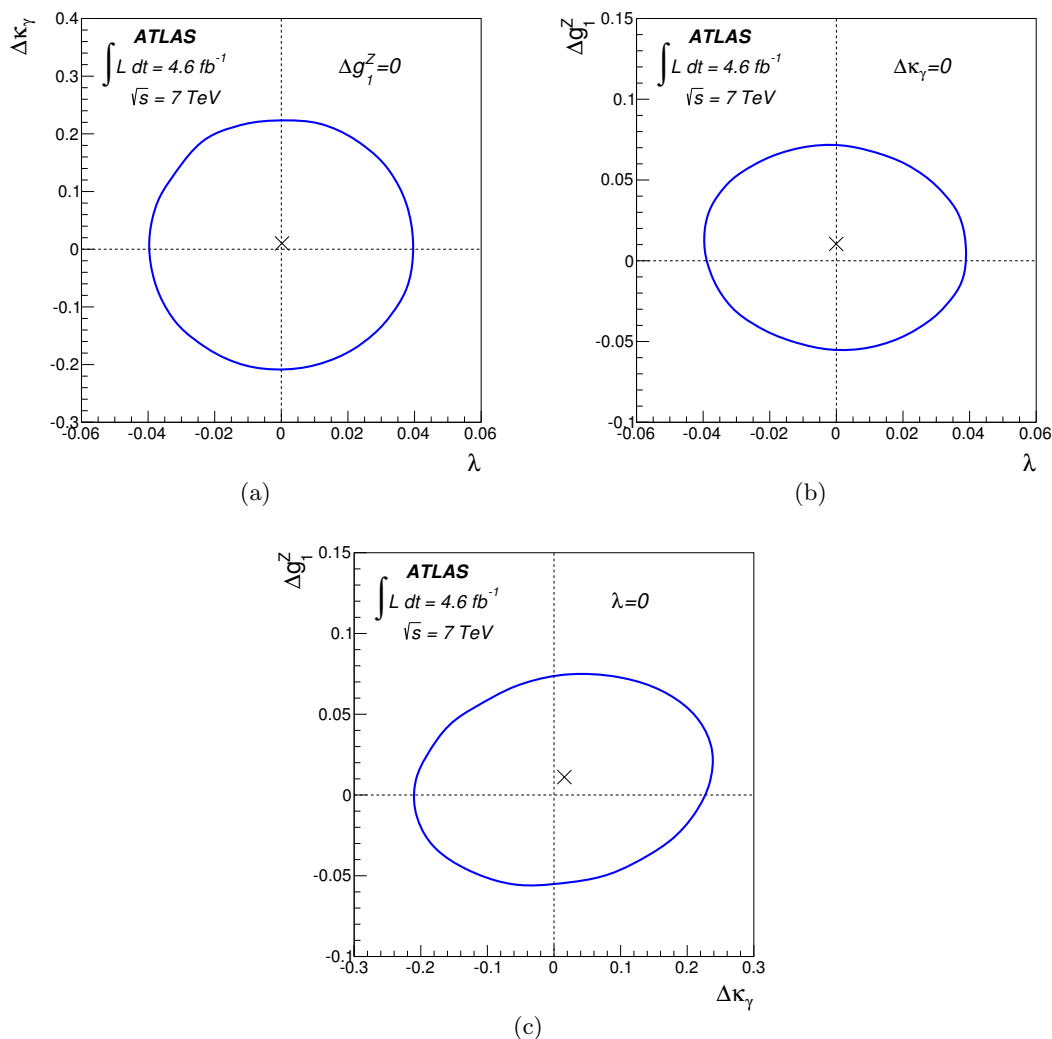 Δκγ
0.4
0.3
0.2
0.1
0
-0.1
-0.2
-0.3
ATLAS
∫ L dt = 4.6 fb⁻¹
√s = 7 TeV
Δg₁ᶻ=0
-0.06 -0.04 -0.02 0 0.02 0.04 0.06
λ
(a)
Δg₁ᶻ
0.15
0.1
0.05
0
-0.05
-0.1
ATLAS
∫ L dt = 4.6 fb⁻¹
√s = 7 TeV
Δκγ=0
-0.06 -0.04 -0.02 0 0.02 0.04 0.06
λ
(b)
Δg₁ᶻ
0.15
0.1
0.05
0
-0.05
-0.1
ATLAS
∫ L dt = 4.6 fb⁻¹
√s = 7 TeV
λ=0
-0.3 -0.2 -0.1 0 0.1 0.2 0.3
Δκγ
(c)